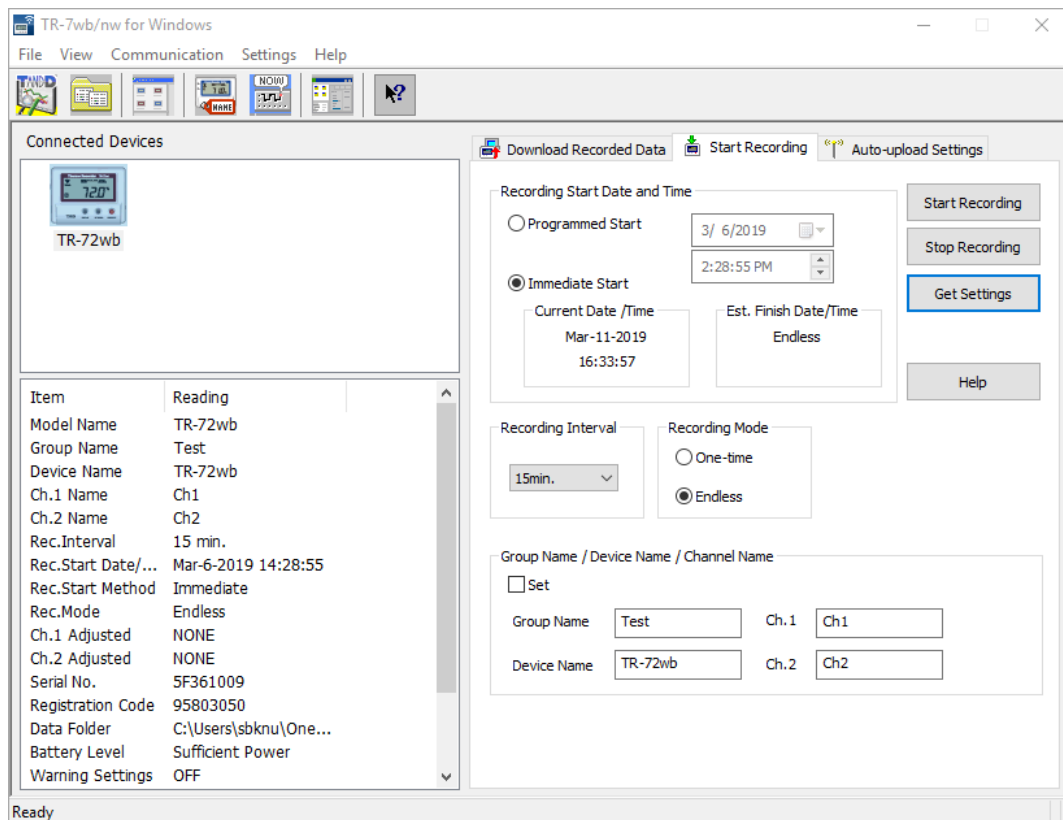 TR-7wb/nw for Windows
File View Communication Settings Help
TANDD NAME NOW
Connected Devices
72.0°
TR-72wb
Item Reading
Model Name TR-72wb
Group Name Test
Device Name TR-72wb
Ch.1 Name Ch1
Ch.2 Name Ch2
Rec.Interval 15 min.
Rec.Start Date/... Mar-6-2019 14:28:55
Rec.Start Method Immediate
Rec.Mode Endless
Ch.1 Adjusted NONE
Ch.2 Adjusted NONE
Serial No. 5F361009
Registration Code 95803050
Data Folder C:\Users\sbknu\One...
Battery Level Sufficient Power
Warning Settings OFF
Download Recorded Data Start Recording Auto-upload Settings
Recording Start Date and Time
Programmed Start 3/ 6/2019
2:28:55 PM
Immediate Start
Current Date /Time
Mar-11-2019
16:33:57
Est. Finish Date/Time
Endless
Start Recording
Stop Recording
Get Settings
Help
Recording Interval
15min.
Recording Mode
One-time
Endless
Group Name / Device Name / Channel Name
Set
Group Name Test Ch.1 Ch1
Device Name TR-72wb Ch.2 Ch2
Ready